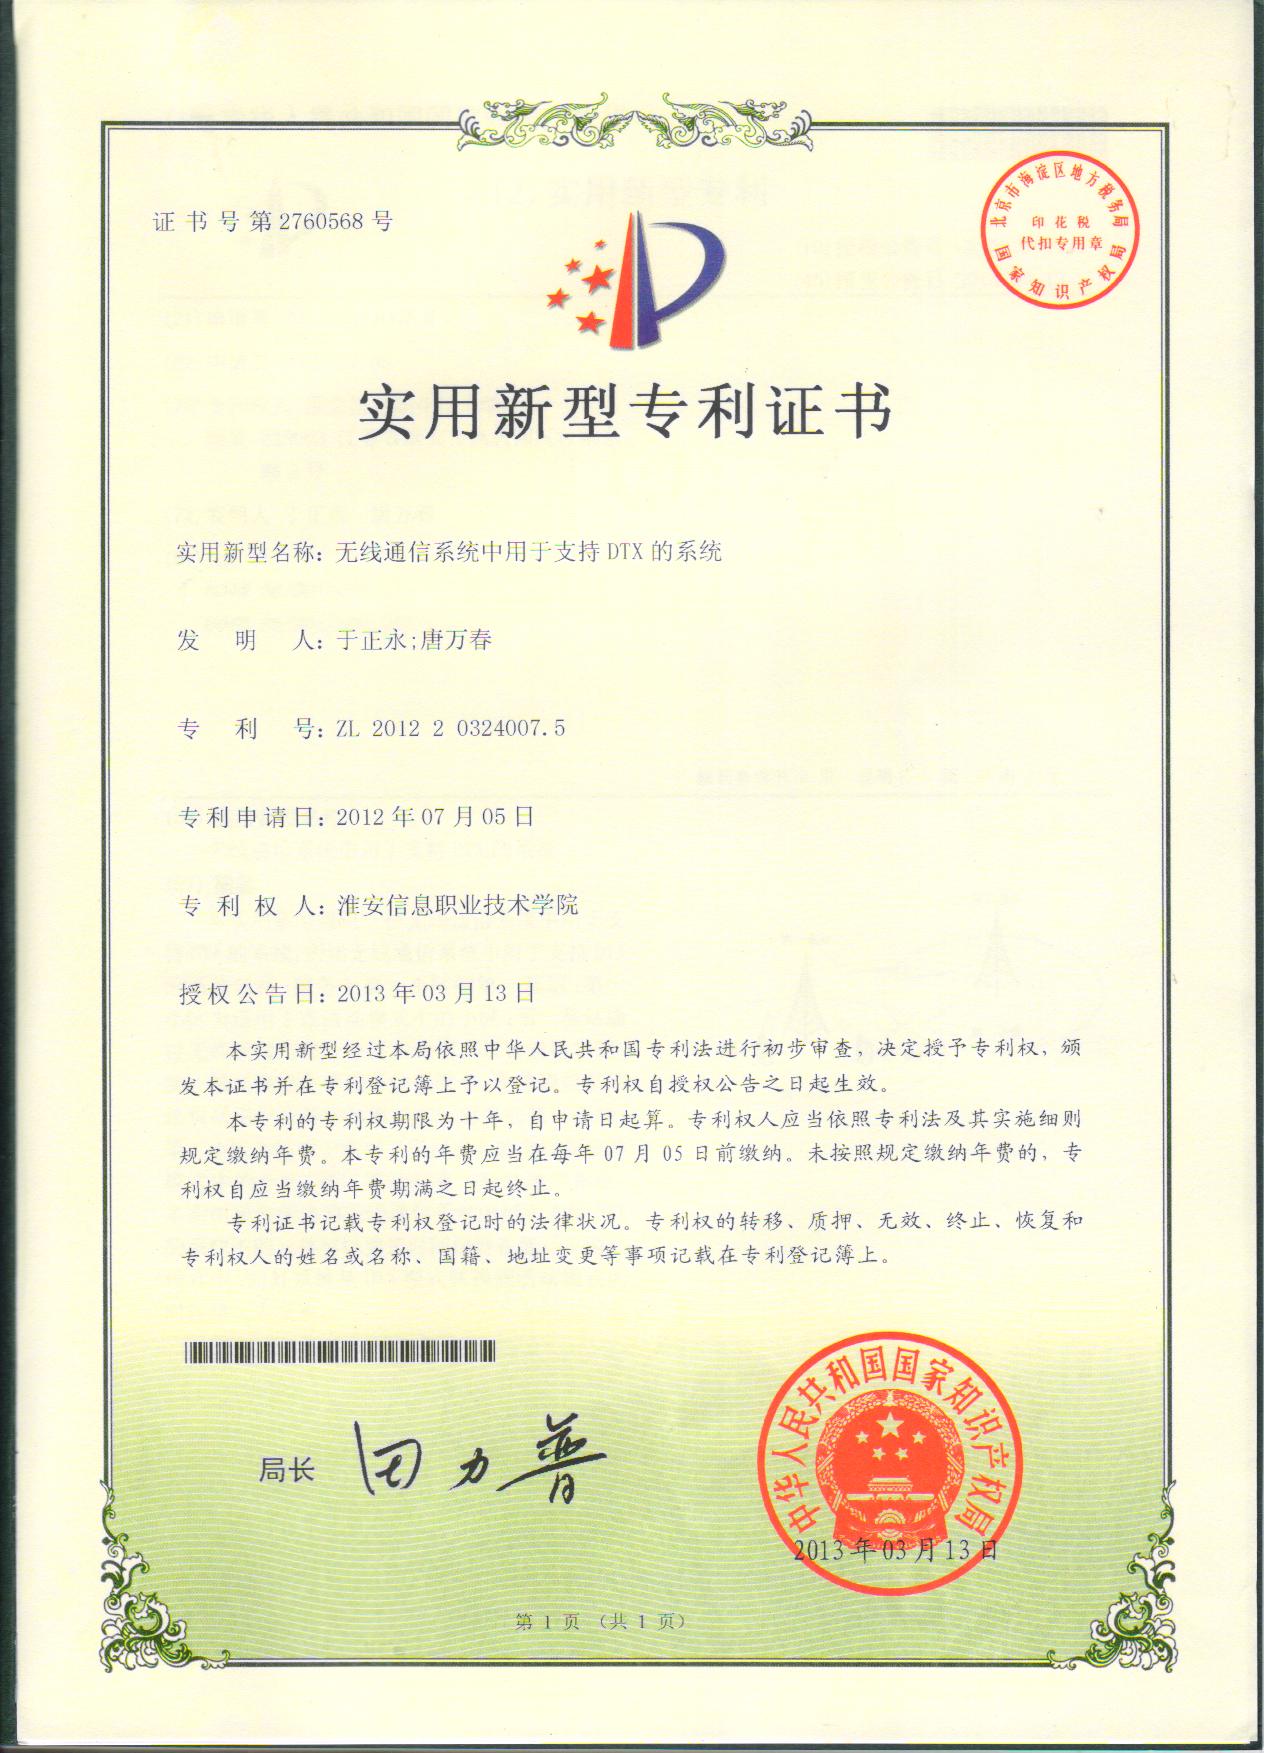 证书号第2760568号
北京市海淀区地方税务局
印花税
代扣专用章
国家知识产权局
实用新型专利证书
实用新型名称：无线通信系统中用于支持DTX的系统
发明人：于正永;唐万春
专利号：ZL 2012 2 0324007.5
专利申请日：2012年07月05日
专利权人：淮安信息职业技术学院
授权公告日：2013年03月13日
本实用新型经过本局依照中华人民共和国专利法进行初步审查，决定授予专利权，颁
发本证书并在专利登记簿上予以登记。专利权自授权公告之日起生效。
本专利的专利权期限为十年，自申请日起算。专利权人应当依照专利法及其实施细则
规定缴纳年费。本专利的年费应当在每年07月05日前缴纳。未按照规定缴纳年费的，专
利权自应当缴纳年费期满之日起终止。
专利证书记载专利权登记时的法律状况。专利权的转移、质押、无效、终止、恢复和
专利权人的姓名或名称、国籍、地址变更等事项记载在专利登记簿上。
局长 田力普
中华人民共和国国家知识产权局
2013年03月13日
第 1 页 （共 1 页）